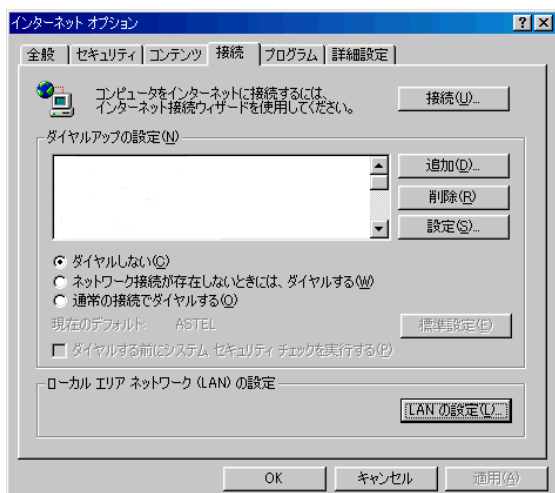 インターネット オプション
全般 セキュリティ コンテンツ 接続 プログラム 詳細設定
コンピュータをインターネットに接続するには、
インターネット接続ウィザードを使用してください。
接続(U)...
ダイヤルアップの設定(N)
追加(D)...
削除(R)
設定(S)...
ダイヤルしない(C)
ネットワーク接続が存在しないときには、ダイヤルする(W)
通常の接続でダイヤルする(O)
現在のデフォルト: ASTEL
標準設定(E)
ダイヤルする前にシステム セキュリティ チェックを実行する(P)
ローカル エリア ネットワーク (LAN) の設定
LAN の設定(L)...
OK キャンセル 適用(A)